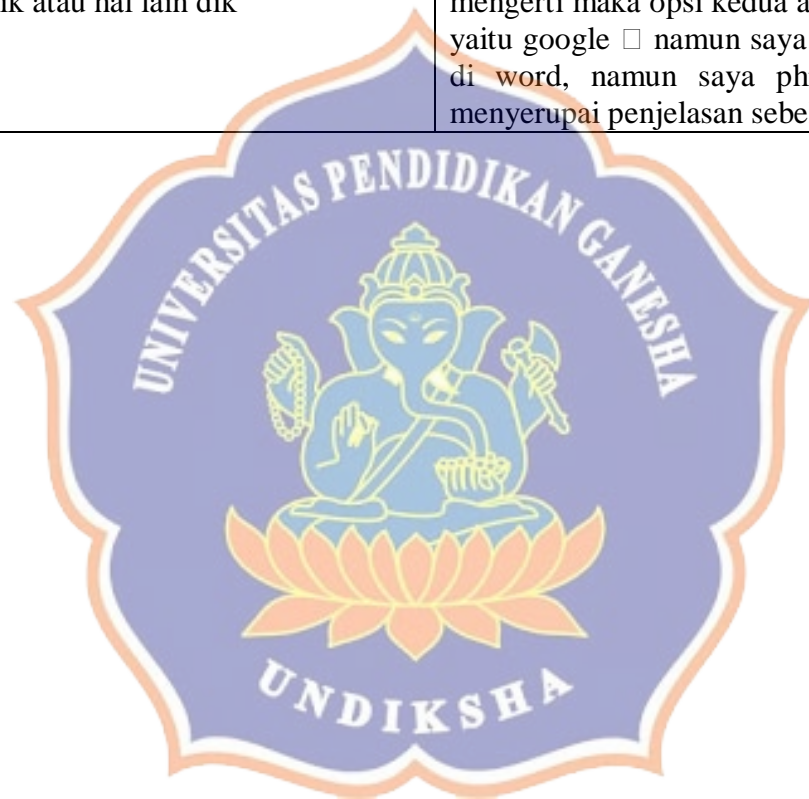 ik atau hal lain dik
mengerti maka opsi kedua a
yaitu google □ namun saya
di word, namun saya ph
menyerupai penjelasan sebe
UNIVERSITAS PENDIDIKAN GANESHA
UNDIKSHA